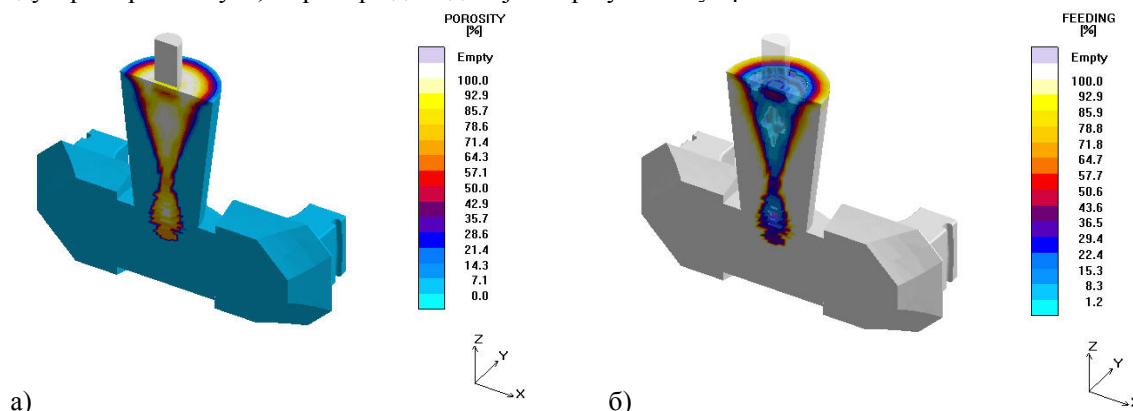 POROSITY
[%]
Empty
100.0
92.9
85.7
78.6
71.4
64.3
57.1
50.0
42.9
35.7
28.6
21.4
14.3
7.1
0.0
Z
Y
X
а)
FEEDING
[%]
Empty
100.0
92.9
85.9
78.8
71.8
64.7
57.7
50.6
43.6
36.5
29.4
22.4
15.3
8.3
1.2
Z
Y
б)